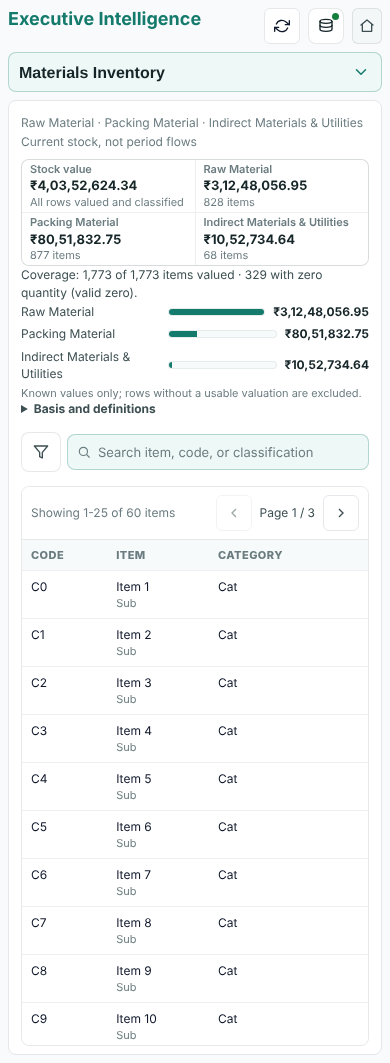 Executive Intelligence
Materials Inventory
Raw Material · Packing Material · Indirect Materials & Utilities
Current stock, not period flows
Stock value
₹4,03,52,624.34
All rows valued and classified
Raw Material
₹3,12,48,056.95
828 items
Packing Material
₹80,51,832.75
877 items
Indirect Materials & Utilities
₹10,52,734.64
68 items
Coverage: 1,773 of 1,773 items valued · 329 with zero
quantity (valid zero).
Raw Material ₹3,12,48,056.95
Packing Material ₹80,51,832.75
Indirect Materials &
Utilities ₹10,52,734.64
Known values only; rows without a usable valuation are excluded.
Basis and definitions
Search item, code, or classification
Showing 1-25 of 60 items Page 1 / 3
CODE ITEM CATEGORY
C0 Item 1 Cat
Sub
C1 Item 2 Cat
Sub
C2 Item 3 Cat
Sub
C3 Item 4 Cat
Sub
C4 Item 5 Cat
Sub
C5 Item 6 Cat
Sub
C6 Item 7 Cat
Sub
C7 Item 8 Cat
Sub
C8 Item 9 Cat
Sub
C9 Item 10 Cat
Sub